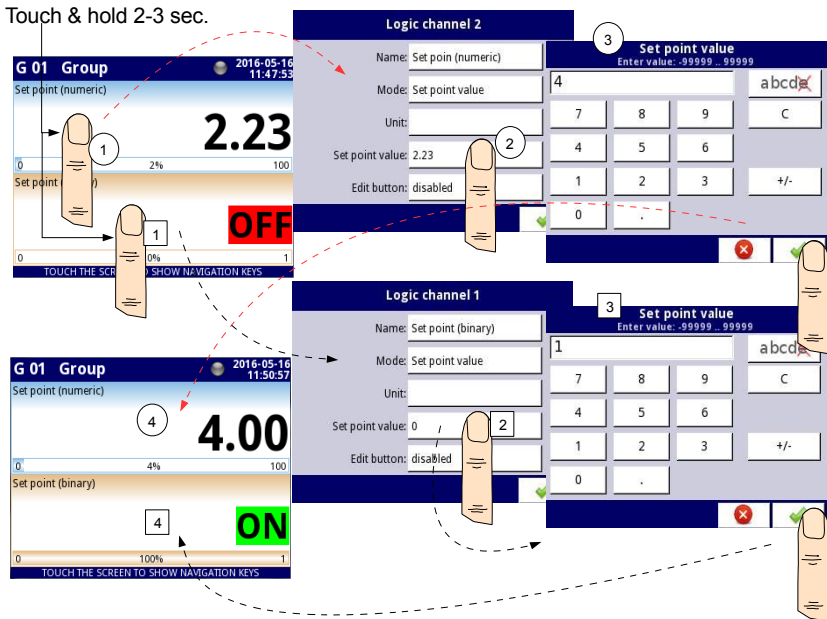 Touch & hold 2-3 sec.
G 01 Group
2016-05-16
11:47:53
Set point (numeric)
1
2.23
0 2% 100
Set point
1
OFF
0 0% 1
TOUCH THE SCREEN TO SHOW NAVIGATION KEYS
Logic channel 2
Name: Set poin (numeric)
Mode: Set point value
Unit:
2
Set point value: 2.23
Edit button: disabled
3
Set point value
Enter value: -99999 .. 99999
4
abcde
7 8 9 C
4 5 6
1 2 3 +/-
0 .
Logic channel 1
Name: Set point (binary)
Mode: Set point value
Unit:
Set point value: 0
2
Edit button: disabled
3
Set point value
Enter value: -99999 .. 99999
1
abcde
7 8 9 C
4 5 6
1 2 3 +/-
0 .
G 01 Group
2016-05-16
11:50:57
Set point (numeric)
4
4.00
0 4% 100
Set point (binary)
4
ON
0 100% 1
TOUCH THE SCREEN TO SHOW NAVIGATION KEYS